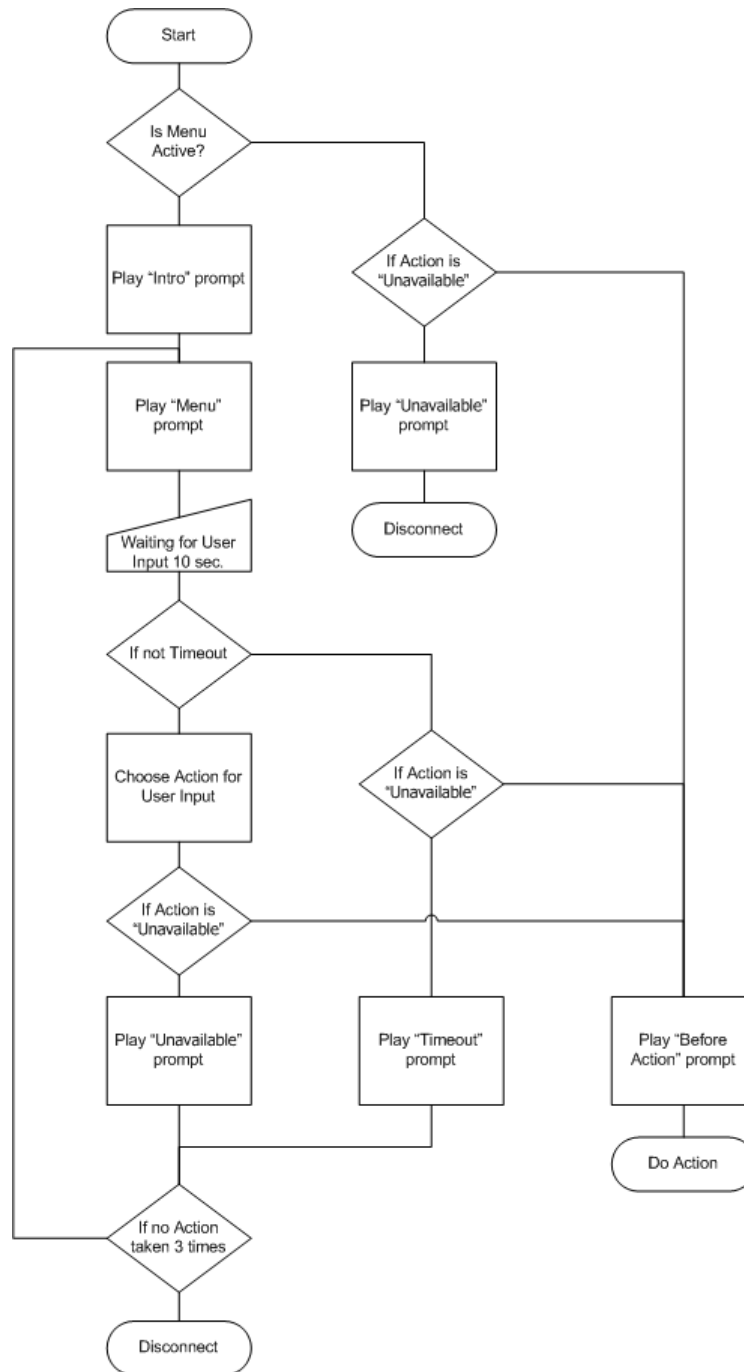 Start
Is Menu
Active?
Play “Intro” prompt
If Action is
“Unavailable”
Play “Menu”
prompt
Play “Unavailable”
prompt
Waiting for User
Input 10 sec.
Disconnect
If not Timeout
Choose Action for
User Input
If Action is
“Unavailable”
If Action is
“Unavailable”
Play “Unavailable”
prompt
Play “Timeout”
prompt
Play “Before
Action” prompt
Do Action
If no Action
taken 3 times
Disconnect